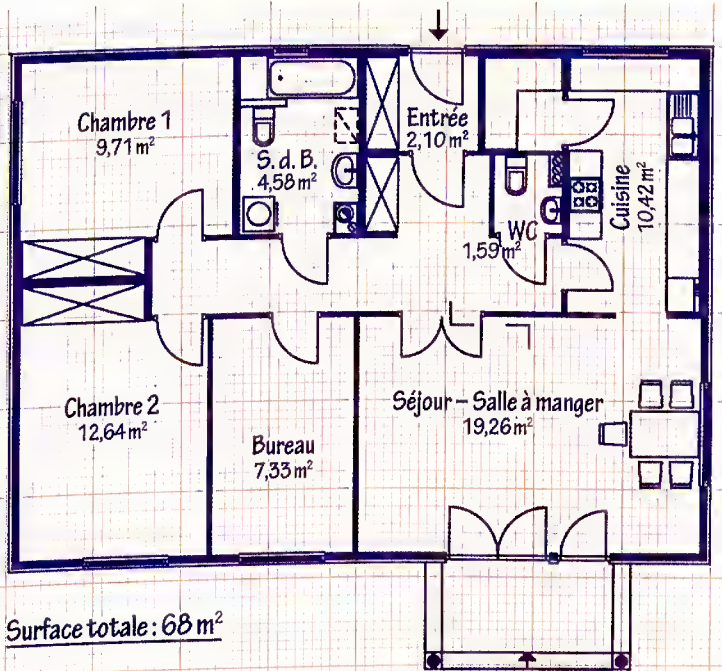 Chambre 1
9,71 m²
S. d. B.
4,58 m²
Entrée
2,10 m²
WC
1,59 m²
Cuisine
10,42 m²
Chambre 2
12,64 m²
Bureau
7,33 m²
Séjour – Salle à manger
19,26 m²
Surface totale : 68 m²